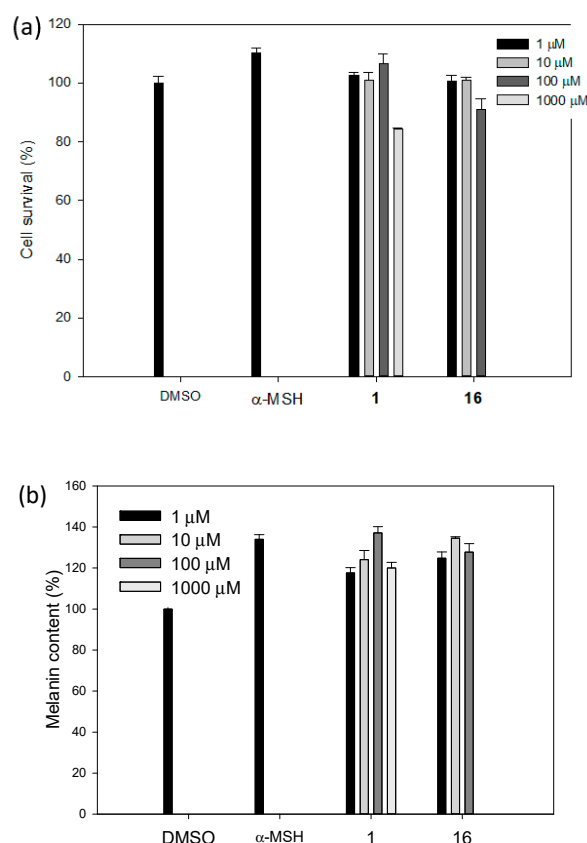 (a)
120
100
80
60
40
20
0
Cell survival (%)
1 μM
10 μM
100 μM
1000 μM
DMSO α-MSH 1 16
(b)
160
140
120
100
80
60
40
20
0
Melanin content (%)
1 μM
10 μM
100 μM
1000 μM
DMSO α-MSH 1 16